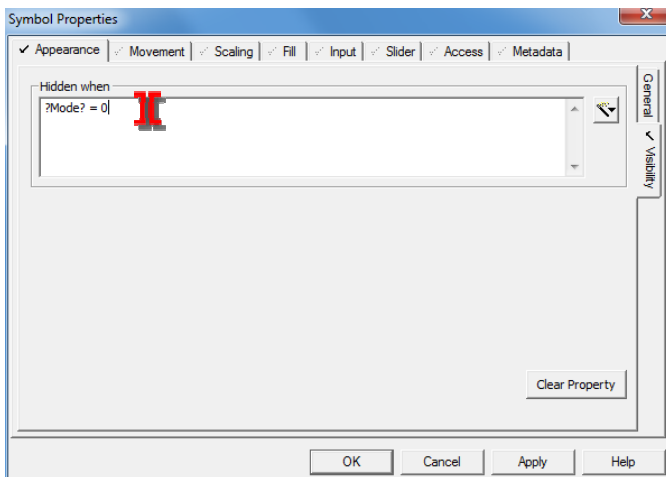 Symbol Properties
Appearance Movement Scaling Fill Input Slider Access Metadata
General
Visibility
Hidden when
?Mode? = 0
Clear Property
OK Cancel Apply Help